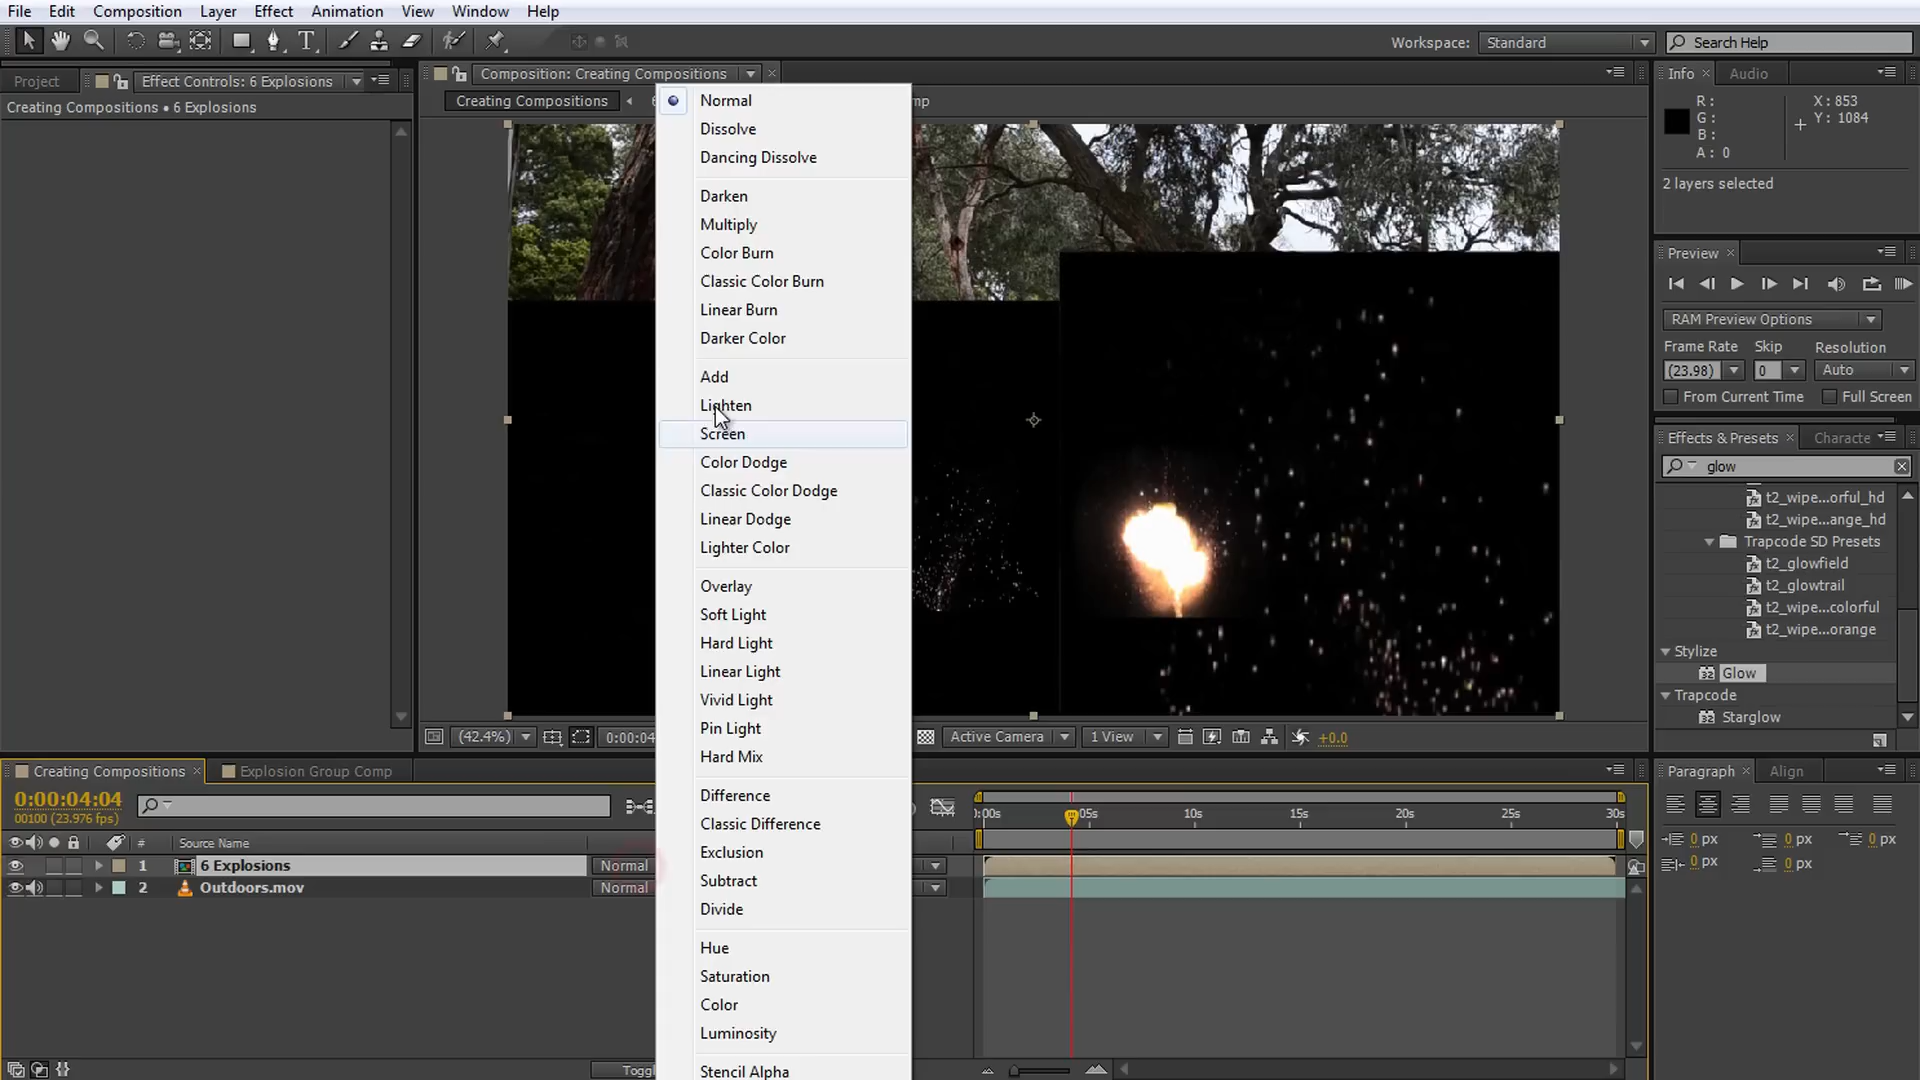 File Edit Composition Layer Effect Animation View Window Help
Workspace: Standard Search Help
Project Effect Controls: 6 Explosions
Creating Compositions • 6 Explosions
Composition: Creating Compositions
Creating Compositions
Normal
Dissolve
Dancing Dissolve
Darken
Multiply
Color Burn
Classic Color Burn
Linear Burn
Darker Color
Add
Lighten
Screen
Color Dodge
Classic Color Dodge
Linear Dodge
Lighter Color
Overlay
Soft Light
Hard Light
Linear Light
Vivid Light
Pin Light
Hard Mix
Difference
Classic Difference
Exclusion
Subtract
Divide
Hue
Saturation
Color
Luminosity
Stencil Alpha
Info Audio
R: X: 853
G: Y: 1084
B:
A: 0
2 layers selected
Preview
RAM Preview Options
Frame Rate Skip Resolution
(23.98) 0 Auto
From Current Time Full Screen
Effects & Presets Characte
glow
t2_wipe...orful_hd
t2_wipe...ange_hd
Trapcode SD Presets
t2_glowfield
t2_glowtrail
t2_wipe...colorful
t2_wipe...orange
Stylize
Glow
Trapcode
Starglow
(42.4%) 0:00:04 Active Camera 1 View +0.0
Creating Compositions Explosion Group Comp
0:00:04:04
00100 (23.976 fps)
# Source Name
1 6 Explosions Normal
2 Outdoors.mov Normal
):00s 05s 10s 15s 20s 25s 30s
Paragraph Align
0 px 0 px 0 px
0 px 0 px